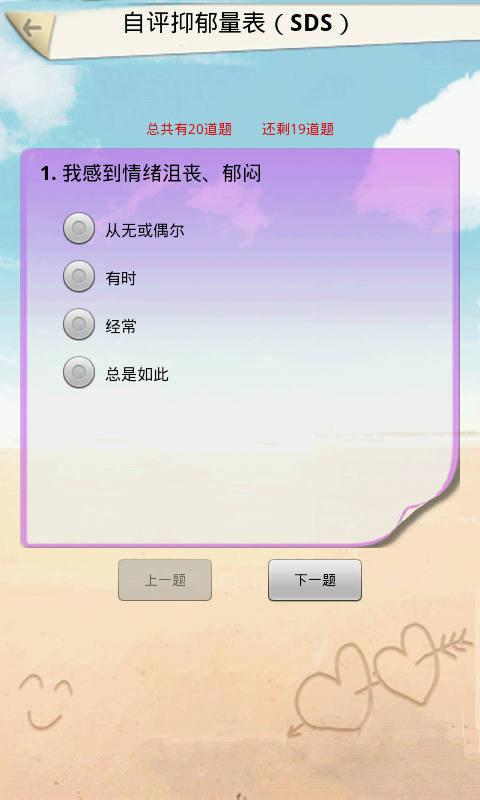 自评抑郁量表（SDS）
总共有20道题 还剩19道题
1. 我感到情绪沮丧、郁闷
从无或偶尔
有时
经常
总是如此
上一题 下一题